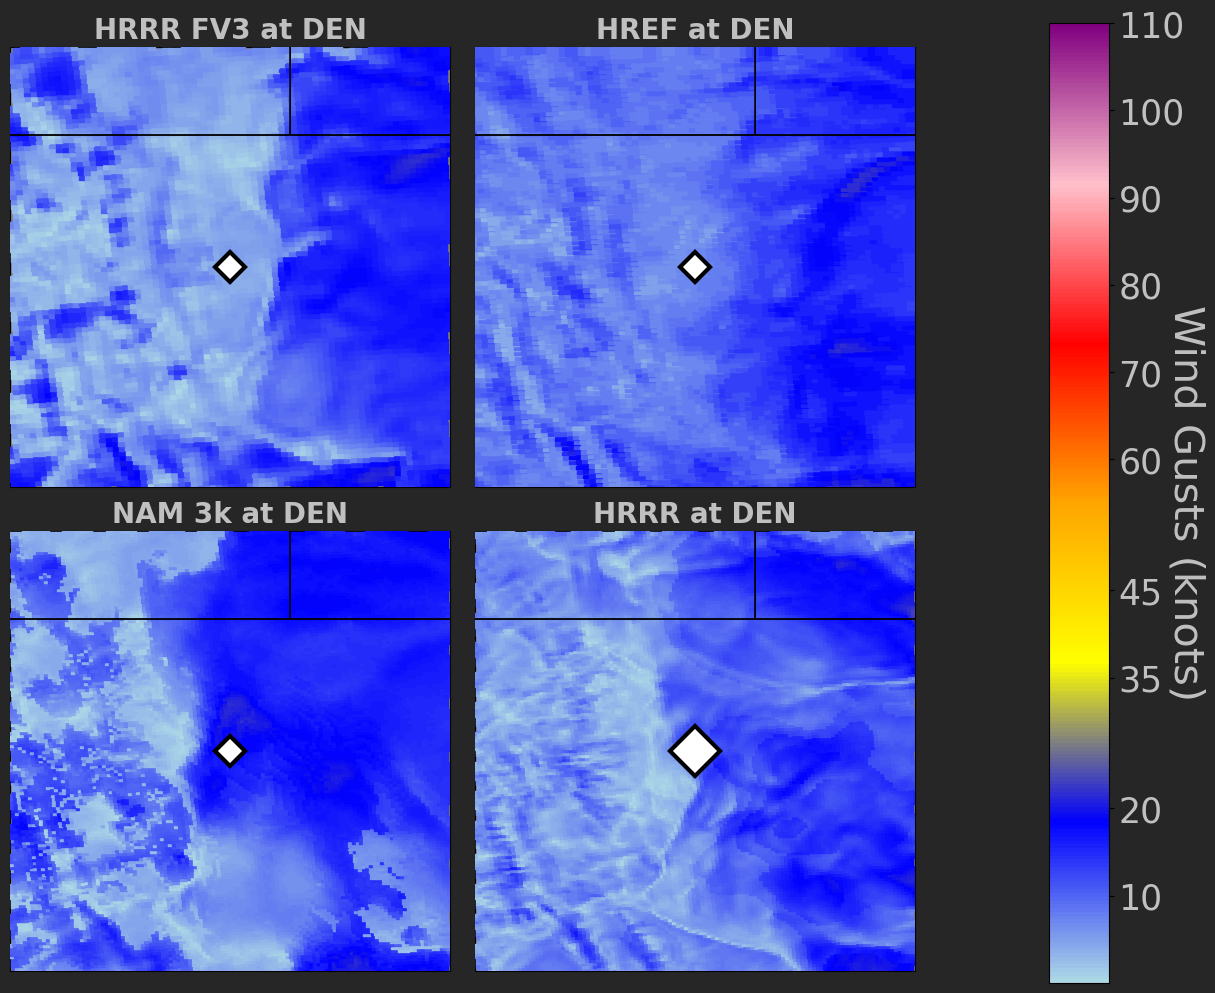 HRRR FV3 at DEN
HREF at DEN
NAM 3k at DEN
HRRR at DEN
110
100
90
80
70
60
45
35
20
10
Wind Gusts (knots)